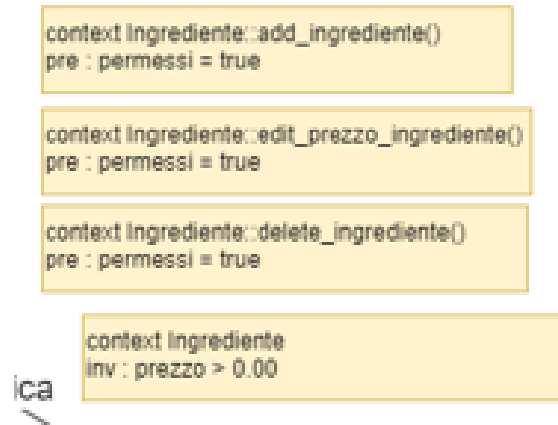 context Ingrediente::add_ingrediente()
pre : permessi = true
context Ingrediente::edit_prezzo_ingrediente()
pre : permessi = true
context Ingrediente::delete_ingrediente()
pre : permessi = true
context Ingrediente
inv : prezzo > 0.00
ica